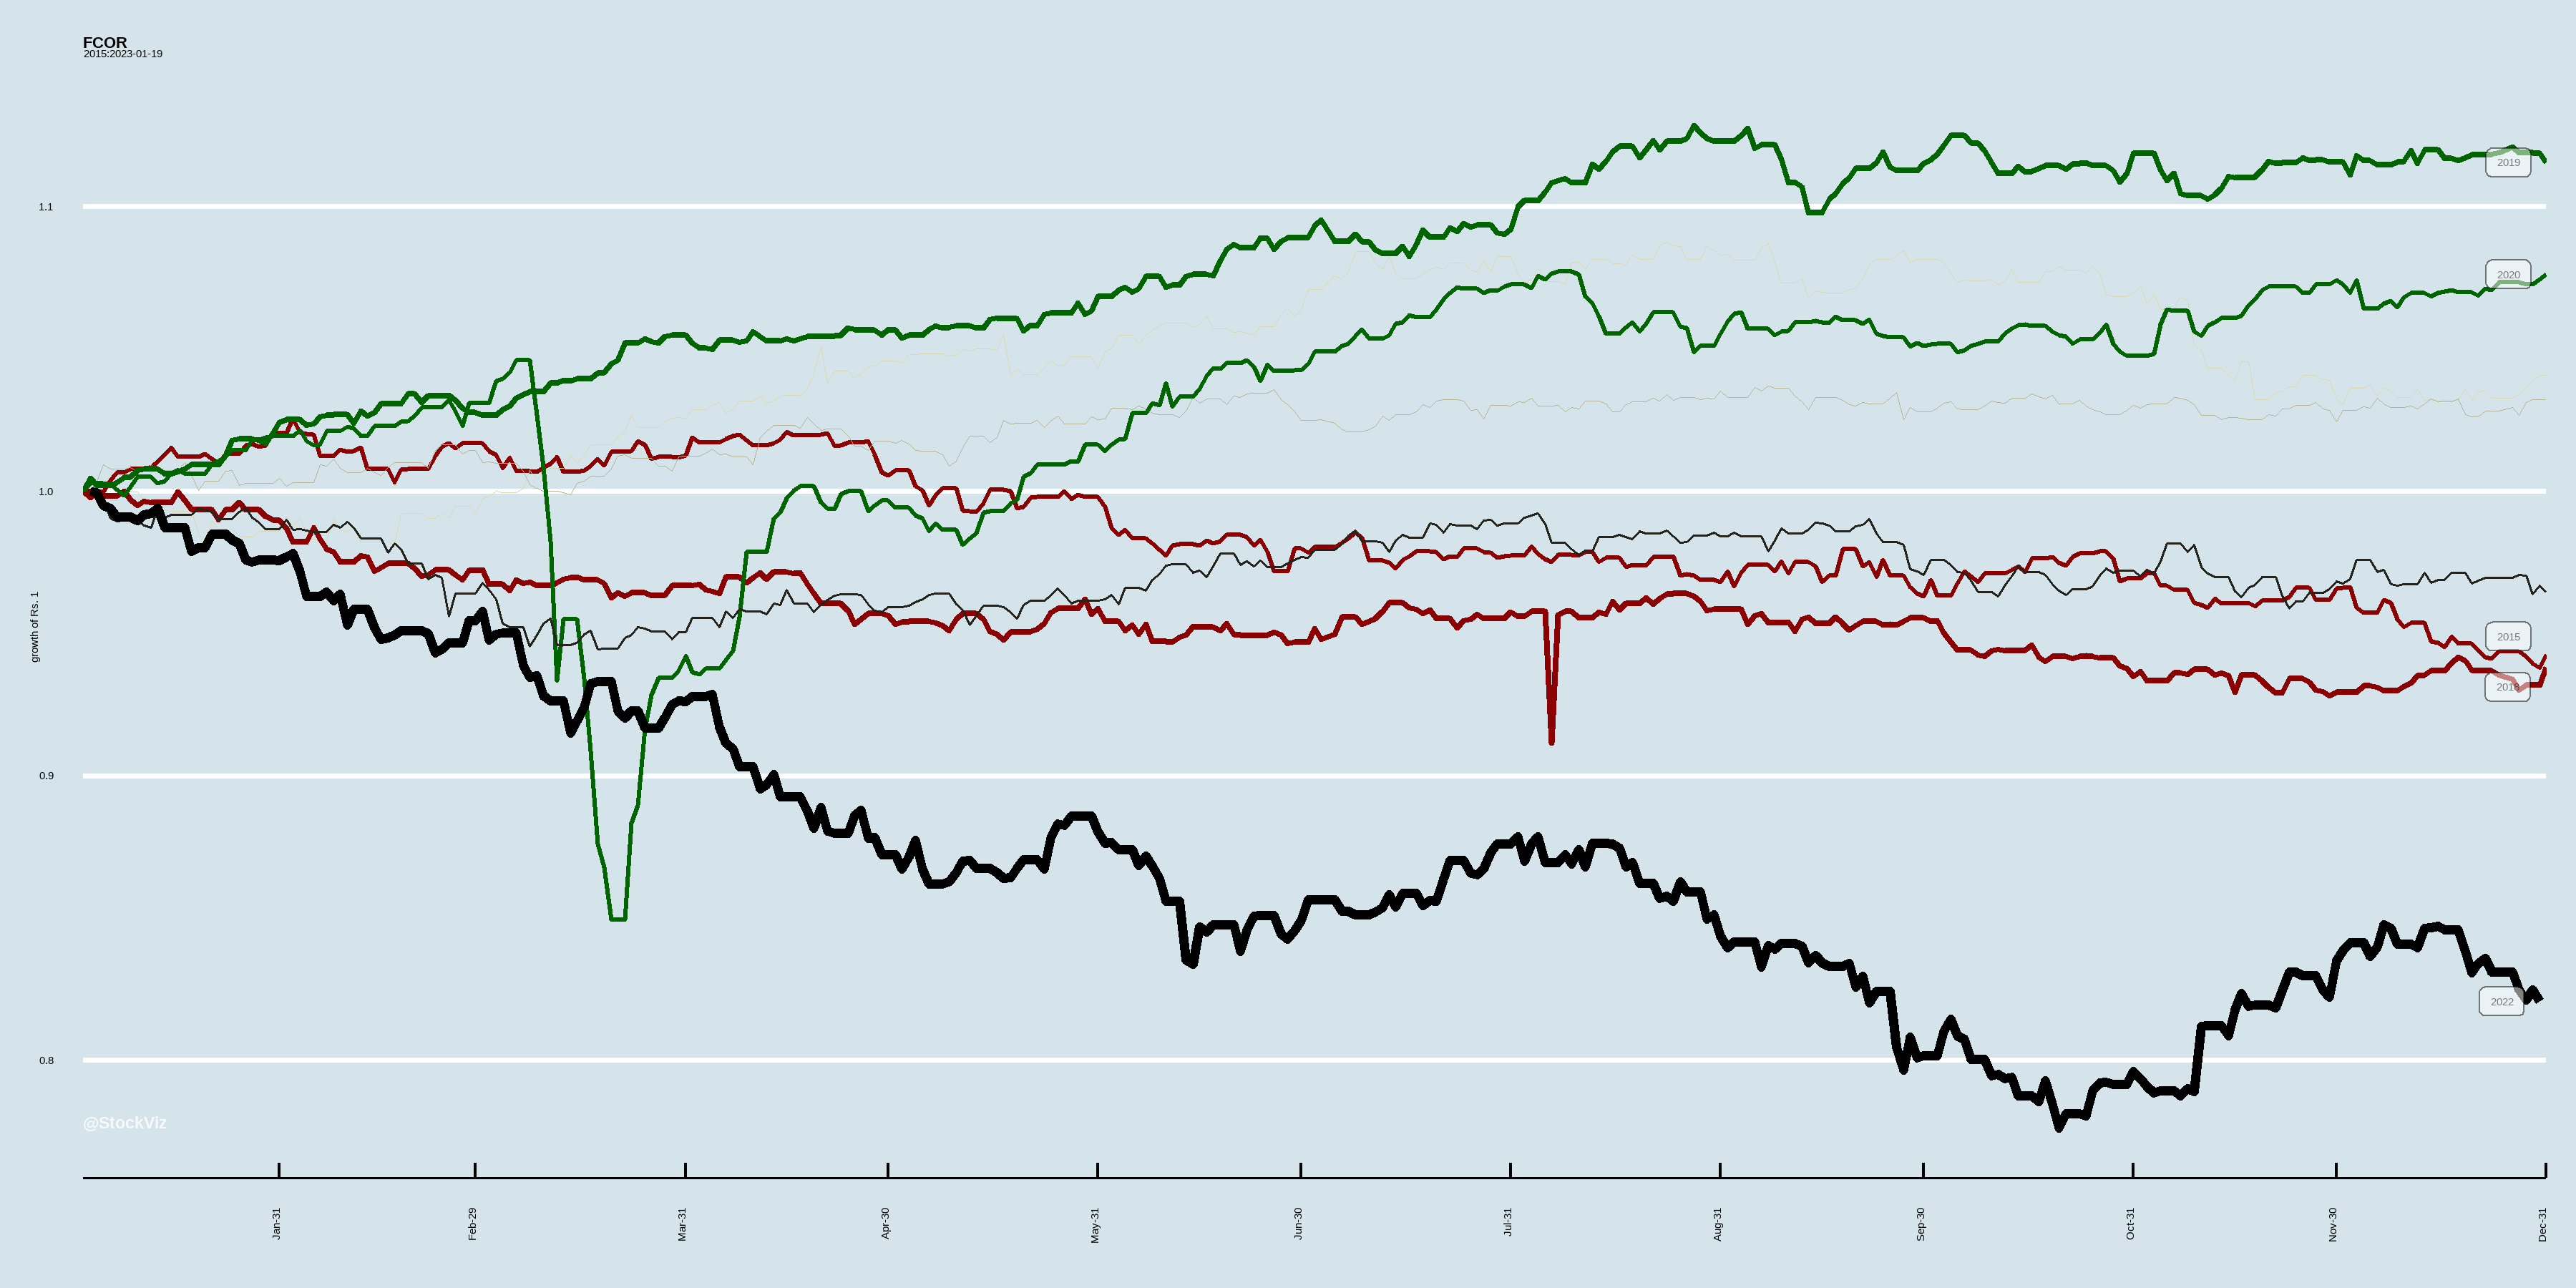 FCOR
2015:2023-01-19
1.1
1.0
0.9
0.8
growth of Rs. 1
2019
2020
2015
2018
2022
@StockViz
Jan-31
Feb-29
Mar-31
Apr-30
May-31
Jun-30
Jul-31
Aug-31
Sep-30
Oct-31
Nov-30
Dec-31